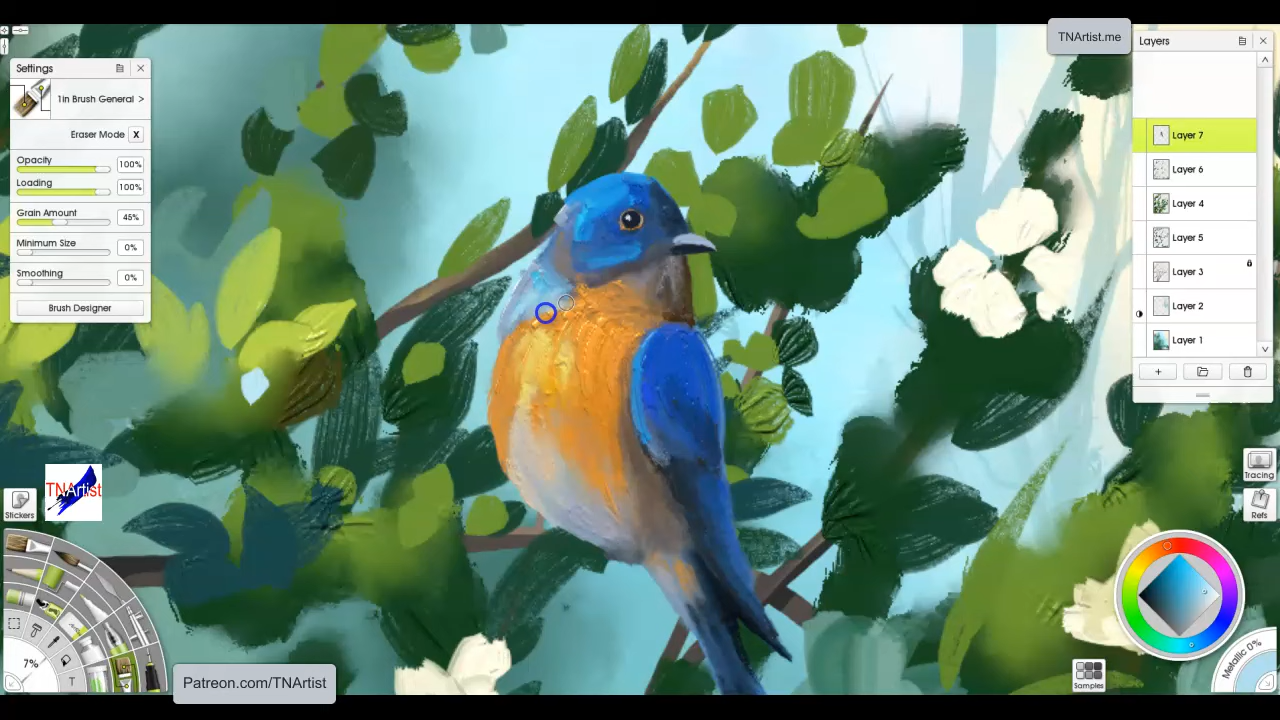 TNArtist.me
Settings
1in Brush General >
Eraser Mode X
Opacity 100%
Loading 100%
Grain Amount 45%
Minimum Size 0%
Smoothing 0%
Brush Designer
Layers
Layer 7
Layer 6
Layer 4
Layer 5
Layer 3
Layer 2
Layer 1
Tracing
Refs
TNArtist
Stickers
7%
T
Patreon.com/TNArtist
Samples
Metallic 0%